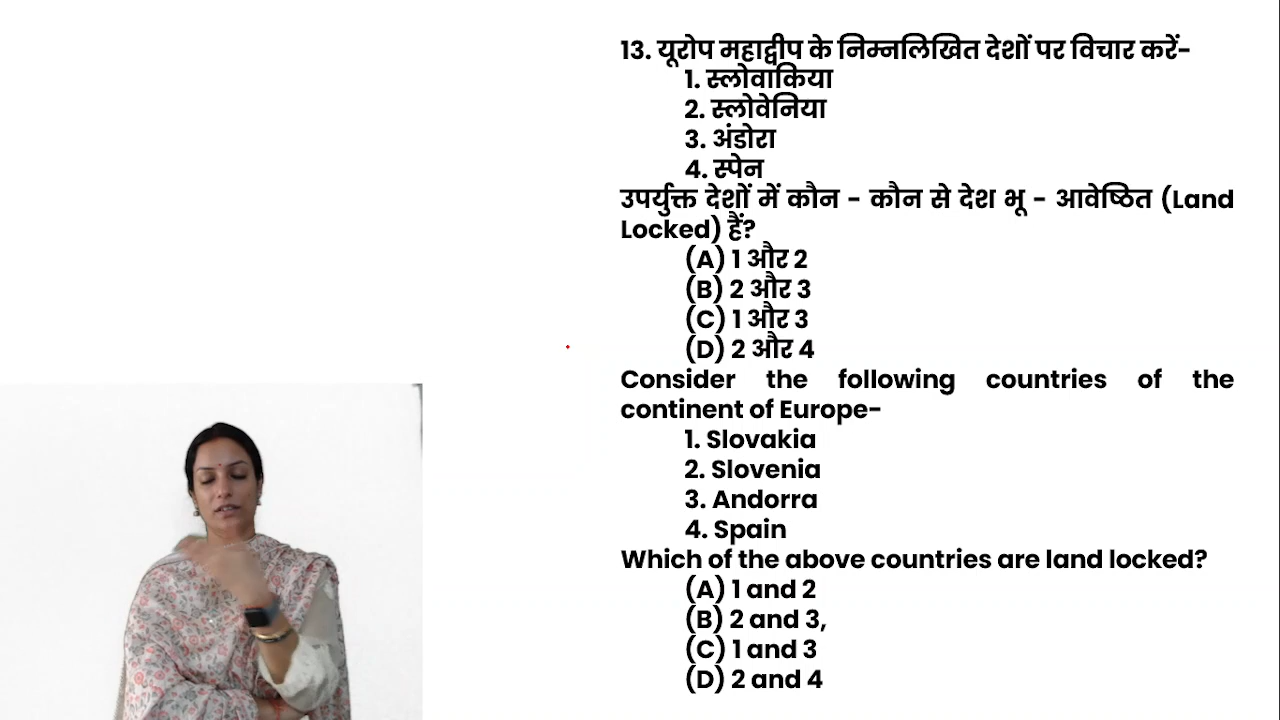 13. यूरोप महाद्वीप के निम्नलिखित देशों पर विचार करें-
1. स्लोवाकिया
2. स्लोवेनिया
3. अंडोरा
4. स्पेन
उपर्युक्त देशों में कौन - कौन से देश भू - आवेष्ठित (Land
Locked) हैं?
(A) 1 और 2
(B) 2 और 3
(C) 1 और 3
(D) 2 और 4
Consider the following countries of the
continent of Europe-
1. Slovakia
2. Slovenia
3. Andorra
4. Spain
Which of the above countries are land locked?
(A) 1 and 2
(B) 2 and 3,
(C) 1 and 3
(D) 2 and 4